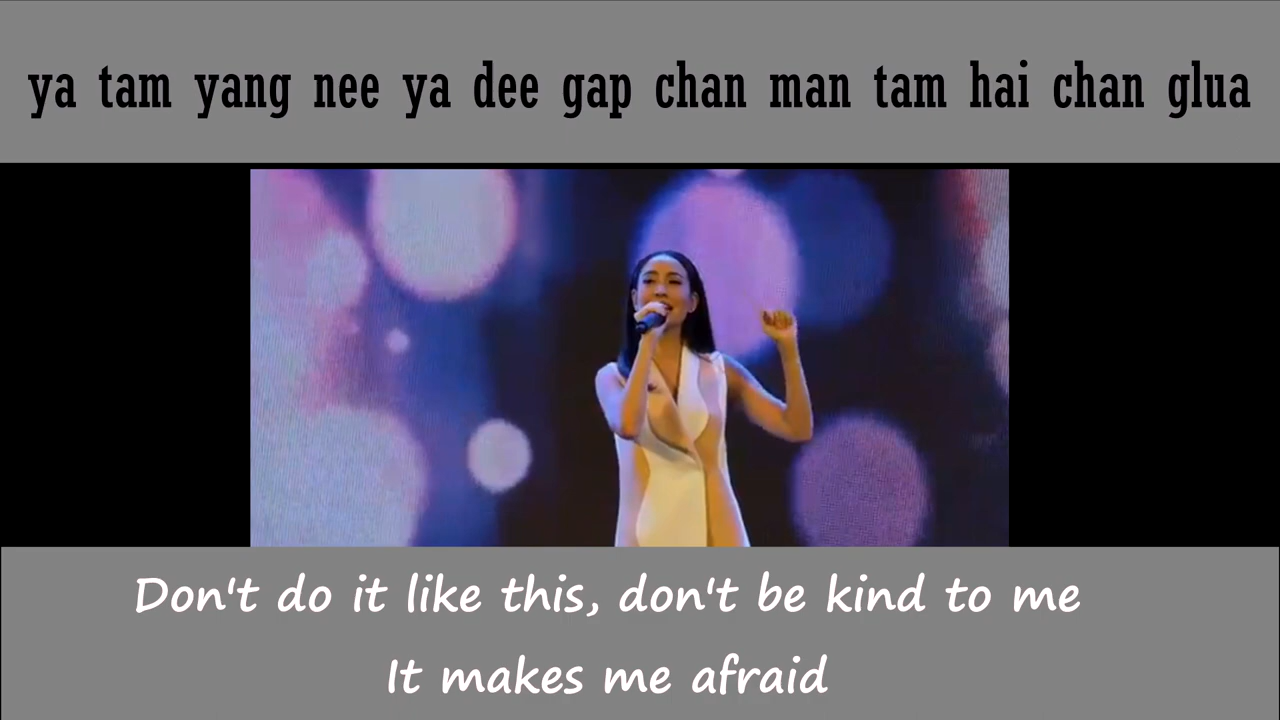 ya tam yang nee ya dee gap chan man tam hai chan glua
Don't do it like this, don't be kind to me
It makes me afraid